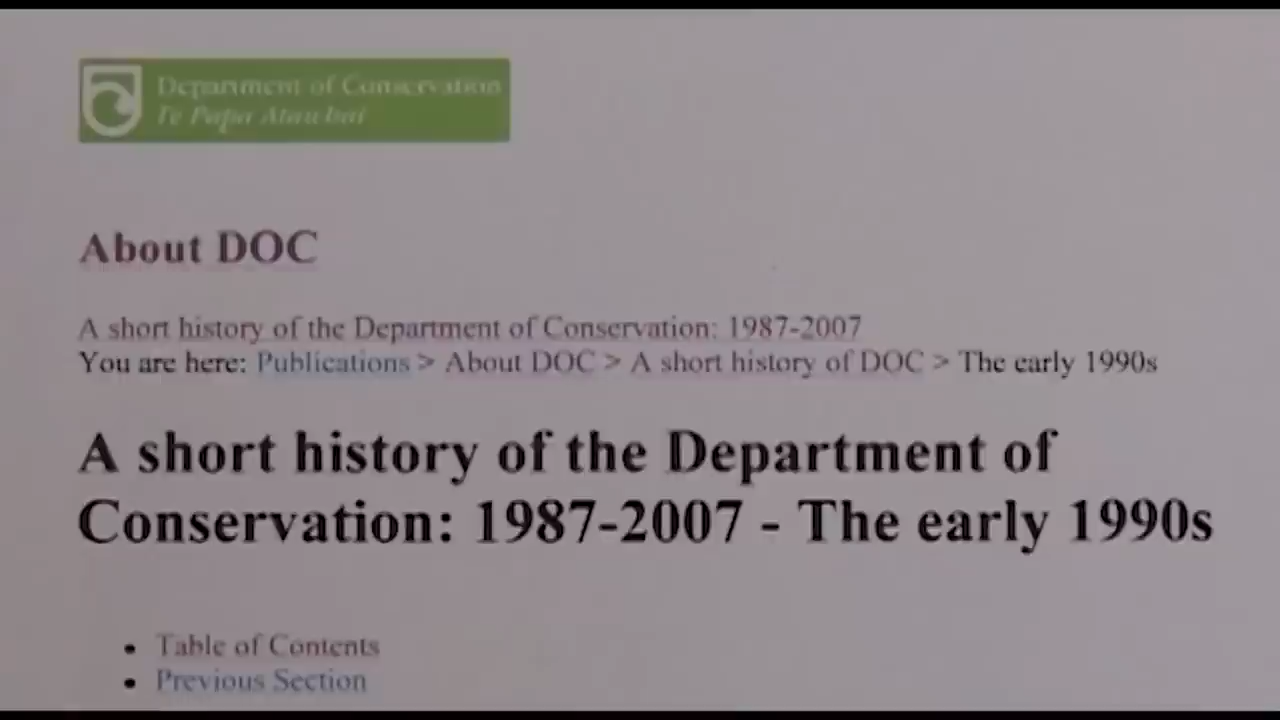 Department of Conservation
Te Papa Atawhai
About DOC
A short history of the Department of Conservation: 1987-2007
You are here: Publications > About DOC > A short history of DOC > The early 1990s
A short history of the Department of
Conservation: 1987-2007 - The early 1990s
• Table of Contents
• Previous Section